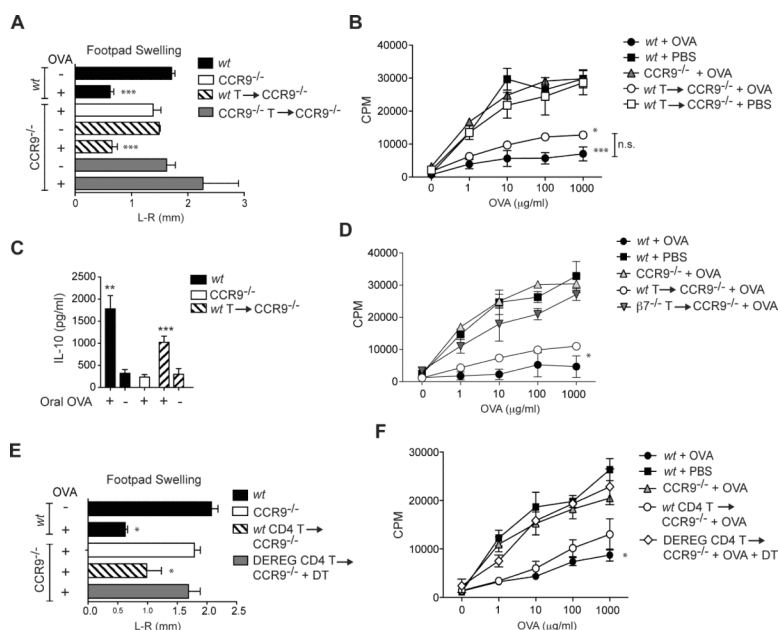 A
Footpad Swelling
OVA
wt
CCR9-/-
-
+
+
-
+
-
+
***
***
0
1
2
3
L-R (mm)
wt
CCR9-/-
wt T→CCR9-/-
CCR9-/- T→CCR9-/-
B
CPM
40000
30000
20000
10000
0
0
1
10
100
1000
OVA (µg/ml)
*
***
n.s.
wt + OVA
wt + PBS
CCR9-/- + OVA
wt T→CCR9-/- + OVA
wt T→CCR9-/- + PBS
C
IL-10 (pg/ml)
2500
2000
1500
1000
500
0
**
***
Oral OVA
+
-
+
+
-
wt
CCR9-/-
wt T→CCR9-/-
D
CPM
40000
30000
20000
10000
0
0
1
10
100
1000
OVA (µg/ml)
*
wt + OVA
wt + PBS
CCR9-/- + OVA
wt T→CCR9-/- + OVA
β7-/- T→CCR9-/- + OVA
E
Footpad Swelling
OVA
wt
CCR9-/-
-
+
+
+
+
*
*
0.0
0.5
1.0
1.5
2.0
2.5
L-R (mm)
wt
CCR9-/-
wt CD4 T→
CCR9-/-
DEREG CD4 T→
CCR9-/- + DT
F
CPM
30000
20000
10000
0
0
1
10
100
1000
OVA (µg/ml)
*
wt + OVA
wt + PBS
CCR9-/- + OVA
wt CD4 T→
CCR9-/- + OVA
DEREG CD4 T→
CCR9-/- + OVA + DT